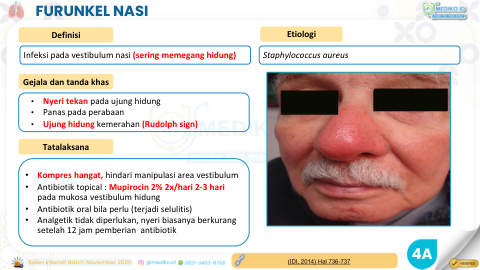 FURUNKEL NASI
MEDIKO.ID
Definisi
Infeksi pada vestibulum nasi (sering memegang hidung)
Etiologi
Staphylococcus aureus
Gejala dan tanda khas
• Nyeri tekan pada ujung hidung
• Panas pada perabaan
• Ujung hidung kemerahan (Rudolph sign)
Tatalaksana
• Kompres hangat, hindari manipulasi area vestibulum
• Antibiotik topical : Mupirocin 2% 2x/hari 2-3 hari
pada mukosa vestibulum hidung
• Antibiotik oral bila perlu (terjadi selulitis)
• Analgetik tidak diperlukan, nyeri biasanya berkurang
setelah 12 jam pemberian antibiotik
(IDI, 2014) Hal 736-737
4A